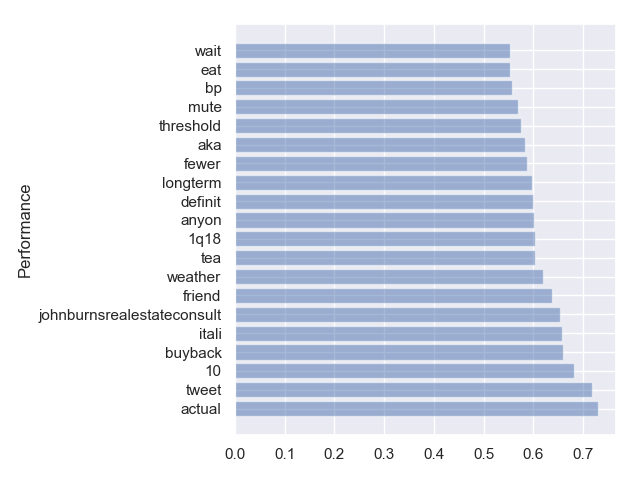 wait
eat
bp
mute
threshold
aka
fewer
longterm
definit
anyon
1q18
tea
weather
friend
johnburnsrealestateconsult
itali
buyback
10
tweet
actual
Performance
0.0 0.1 0.2 0.3 0.4 0.5 0.6 0.7